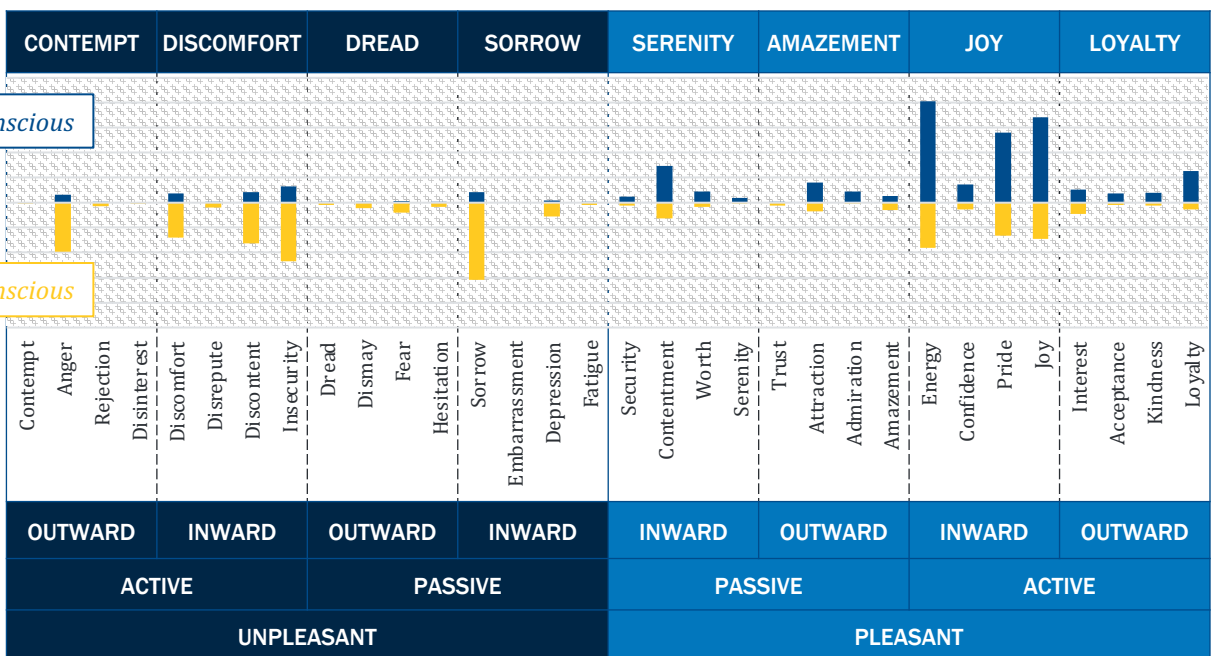 CONTEMPT DISCOMFORT DREAD SORROW SERENITY AMAZEMENT JOY LOYALTY
nscious
nscious
Contempt
Anger
Rejection
Disinterest
Discomfort
Disrepute
Discontent
Insecurity
Dread
Dismay
Fear
Hesitation
Sorrow
Embarrassment
Depression
Fatigue
Security
Contentment
Worth
Serenity
Trust
Attraction
Admiration
Amazement
Energy
Confidence
Pride
Joy
Interest
Acceptance
Kindness
Loyalty
OUTWARD INWARD OUTWARD INWARD INWARD OUTWARD INWARD OUTWARD
ACTIVE PASSIVE PASSIVE ACTIVE
UNPLEASANT PLEASANT